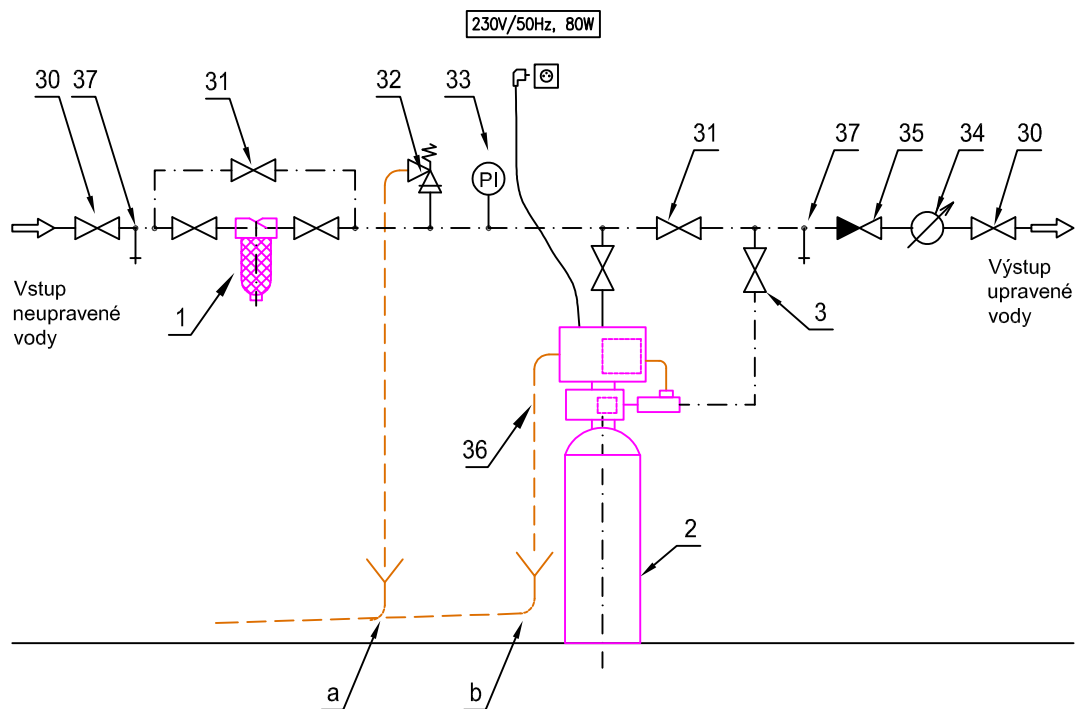 230V/50Hz, 80W
30
37
31
32
33
31
37
35
34
30
PI
Vstup
neupravené
vody
1
3
Výstup
upravené
vody
36
2
a
b